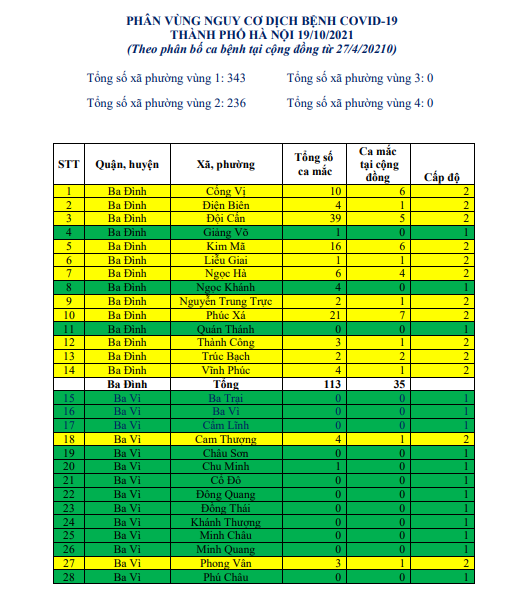 PHÂN VÙNG NGUY CƠ DỊCH BỆNH COVID-19
THÀNH PHỐ HÀ NỘI 19/10/2021
(Theo phân bố ca bệnh tại cộng đồng từ 27/4/20210)
Tổng số xã phường vùng 1: 343 Tổng số xã phường vùng 3: 0
Tổng số xã phường vùng 2: 236 Tổng số xã phường vùng 4: 0
STT Quận, huyện Xã, phường Tổng số ca mắc Ca mắc tại cộng đồng Cấp độ
1 Ba Đình Cống Vị 10 6 2
2 Ba Đình Điện Biên 4 1 2
3 Ba Đình Đội Cấn 39 5 2
4 Ba Đình Giảng Võ 1 0 1
5 Ba Đình Kim Mã 16 6 2
6 Ba Đình Liễu Giai 1 1 2
7 Ba Đình Ngọc Hà 6 4 2
8 Ba Đình Ngọc Khánh 4 0 1
9 Ba Đình Nguyễn Trung Trực 2 1 2
10 Ba Đình Phúc Xá 21 7 2
11 Ba Đình Quán Thánh 0 0 1
12 Ba Đình Thành Công 3 1 2
13 Ba Đình Trúc Bạch 2 2 2
14 Ba Đình Vĩnh Phúc 4 1 2
Ba Đình Tổng 113 35
15 Ba Vì Ba Trại 0 0 1
16 Ba Vì Ba Vì 0 0 1
17 Ba Vì Cẩm Lĩnh 0 0 1
18 Ba Vì Cam Thượng 4 1 2
19 Ba Vì Châu Sơn 0 0 1
20 Ba Vì Chu Minh 1 0 1
21 Ba Vì Cổ Đô 0 0 1
22 Ba Vì Đông Quang 0 0 1
23 Ba Vì Đồng Thái 0 0 1
24 Ba Vì Khánh Thượng 0 0 1
25 Ba Vì Minh Châu 0 0 1
26 Ba Vì Minh Quang 0 0 1
27 Ba Vì Phong Vân 3 1 2
28 Ba Vì Phú Châu 0 0 1